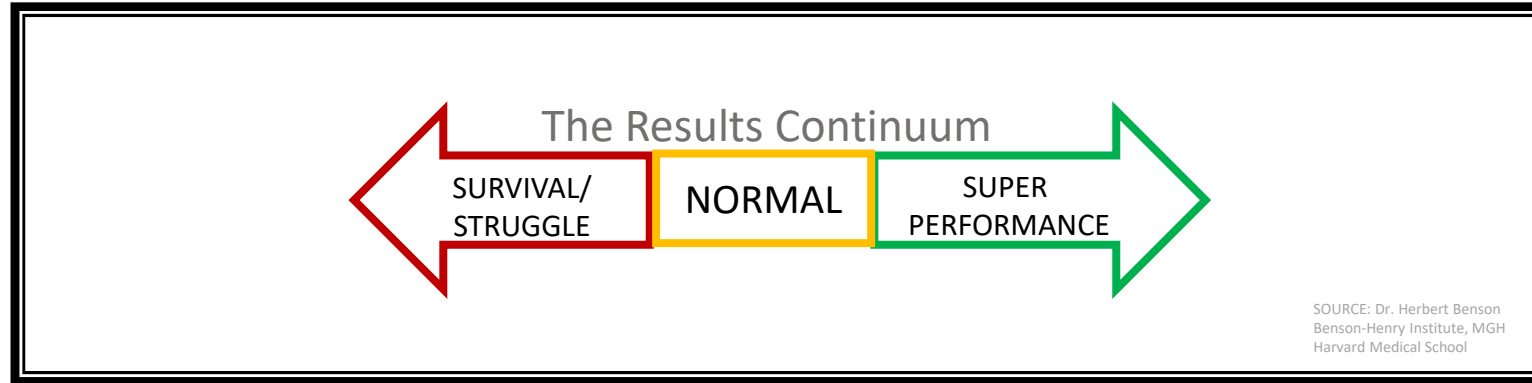 The Results Continuum
SURVIVAL/
STRUGGLE
NORMAL
SUPER
PERFORMANCE
SOURCE: Dr. Herbert Benson
Benson-Henry Institute, MGH
Harvard Medical School